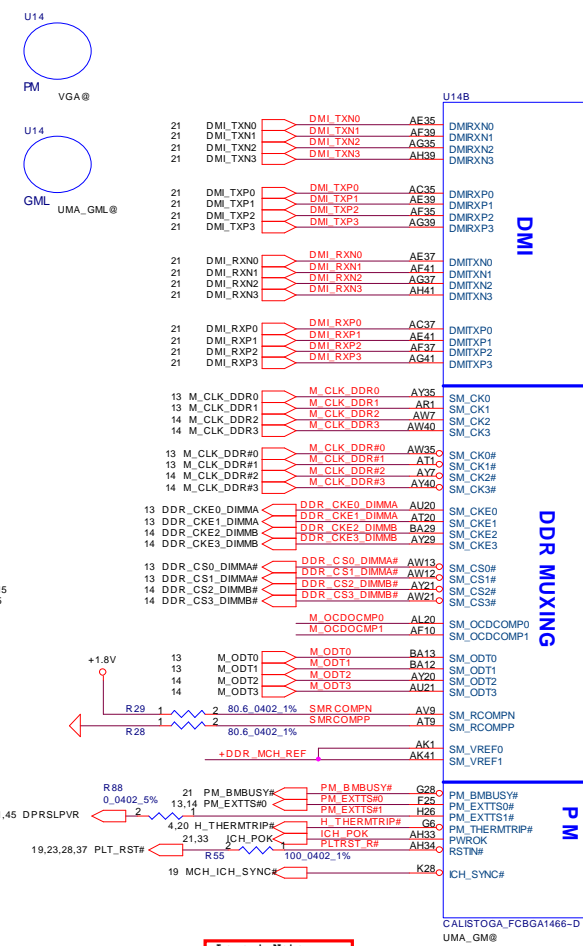 U14
PM
VGA@
U14
GML
UMA_GML@
U14B
21 DMI_TXN0 DMI_TXN0 AE35 DMIRXN0
21 DMI_TXN1 DMI_TXN1 AF39 DMIRXN1
21 DMI_TXN2 DMI_TXN2 AG35 DMIRXN2
21 DMI_TXN3 DMI_TXN3 AH39 DMIRXN3
21 DMI_TXP0 DMI_TXP0 AC35 DMIRXP0
21 DMI_TXP1 DMI_TXP1 AE39 DMIRXP1
21 DMI_TXP2 DMI_TXP2 AF35 DMIRXP2
21 DMI_TXP3 DMI_TXP3 AG39 DMIRXP3
DMI
21 DMI_RXN0 DMI_RXN0 AE37 DMITXN0
21 DMI_RXN1 DMI_RXN1 AF41 DMITXN1
21 DMI_RXN2 DMI_RXN2 AG37 DMITXN2
21 DMI_RXN3 DMI_RXN3 AH41 DMITXN3
21 DMI_RXP0 DMI_RXP0 AC37 DMITXP0
21 DMI_RXP1 DMI_RXP1 AE41 DMITXP1
21 DMI_RXP2 DMI_RXP2 AF37 DMITXP2
21 DMI_RXP3 DMI_RXP3 AG41 DMITXP3
13 M_CLK_DDR0 M_CLK_DDR0 AY35 SM_CK0
13 M_CLK_DDR1 M_CLK_DDR1 AR1 SM_CK1
14 M_CLK_DDR2 M_CLK_DDR2 AW7 SM_CK2
14 M_CLK_DDR3 M_CLK_DDR3 AW40 SM_CK3
13 M_CLK_DDR#0 M_CLK_DDR#0 AW35 SM_CK0#
13 M_CLK_DDR#1 M_CLK_DDR#1 AT1 SM_CK1#
14 M_CLK_DDR#2 M_CLK_DDR#2 AY7 SM_CK2#
14 M_CLK_DDR#3 M_CLK_DDR#3 AY40 SM_CK3#
13 DDR_CKE0_DIMMA DDR_CKE0_DIMMA AU20 SM_CKE0
13 DDR_CKE1_DIMMA DDR_CKE1_DIMMA AT20 SM_CKE1
14 DDR_CKE2_DIMMB DDR_CKE2_DIMMB BA29 SM_CKE2
14 DDR_CKE3_DIMMB DDR_CKE3_DIMMB AY29 SM_CKE3
DDR MUXING
13 DDR_CS0_DIMMA# DDR_CS0_DIMMA# AW13 SM_CS0#
13 DDR_CS1_DIMMA# DDR_CS1_DIMMA# AW12 SM_CS1#
14 DDR_CS2_DIMMB# DDR_CS2_DIMMB# AY21 SM_CS2#
14 DDR_CS3_DIMMB# DDR_CS3_DIMMB# AW21 SM_CS3#
M_OCDOCMP0 AL20 SM_OCDCOMP0
M_OCDOCMP1 AF10 SM_OCDCOMP1
13 M_ODT0 M_ODT0 BA13 SM_ODT0
13 M_ODT1 M_ODT1 BA12 SM_ODT1
14 M_ODT2 M_ODT2 AY20 SM_ODT2
14 M_ODT3 M_ODT3 AU21 SM_ODT3
+1.8V
R29 1 2 80.6_0402_1% SMRCOMPN AV9 SM_RCOMPN
R28 1 2 80.6_0402_1% SMRCOMPP AT9 SM_RCOMPP
+DDR_MCH_REF AK1 SM_VREF0
AK41 SM_VREF1
R88
0_0402_5%
21 PM_BMBUSY# PM_BMBUSY# G28 PM_BMBUSY#
13,14 PM_EXTTS#0 PM_EXTTS#0 F25 PM_EXTTS0#
,45 DPRSLPVR 2 1 PM_EXTTS#1 H26 PM_EXTTS1#
4,20 H_THERMTRIP# H_THERMTRIP# G6 PM_THERMTRIP#
21,33 ICH_POK ICH_POK AH33 PWROK
19,23,28,37 PLT_RST# 2 1 PLTRST_R# AH34 RSTIN#
R55 100_0402_1%
19 MCH_ICH_SYNC# K28 ICH_SYNC#
PM
CALISTOGA_FCBGA1466~D
UMA_GM@